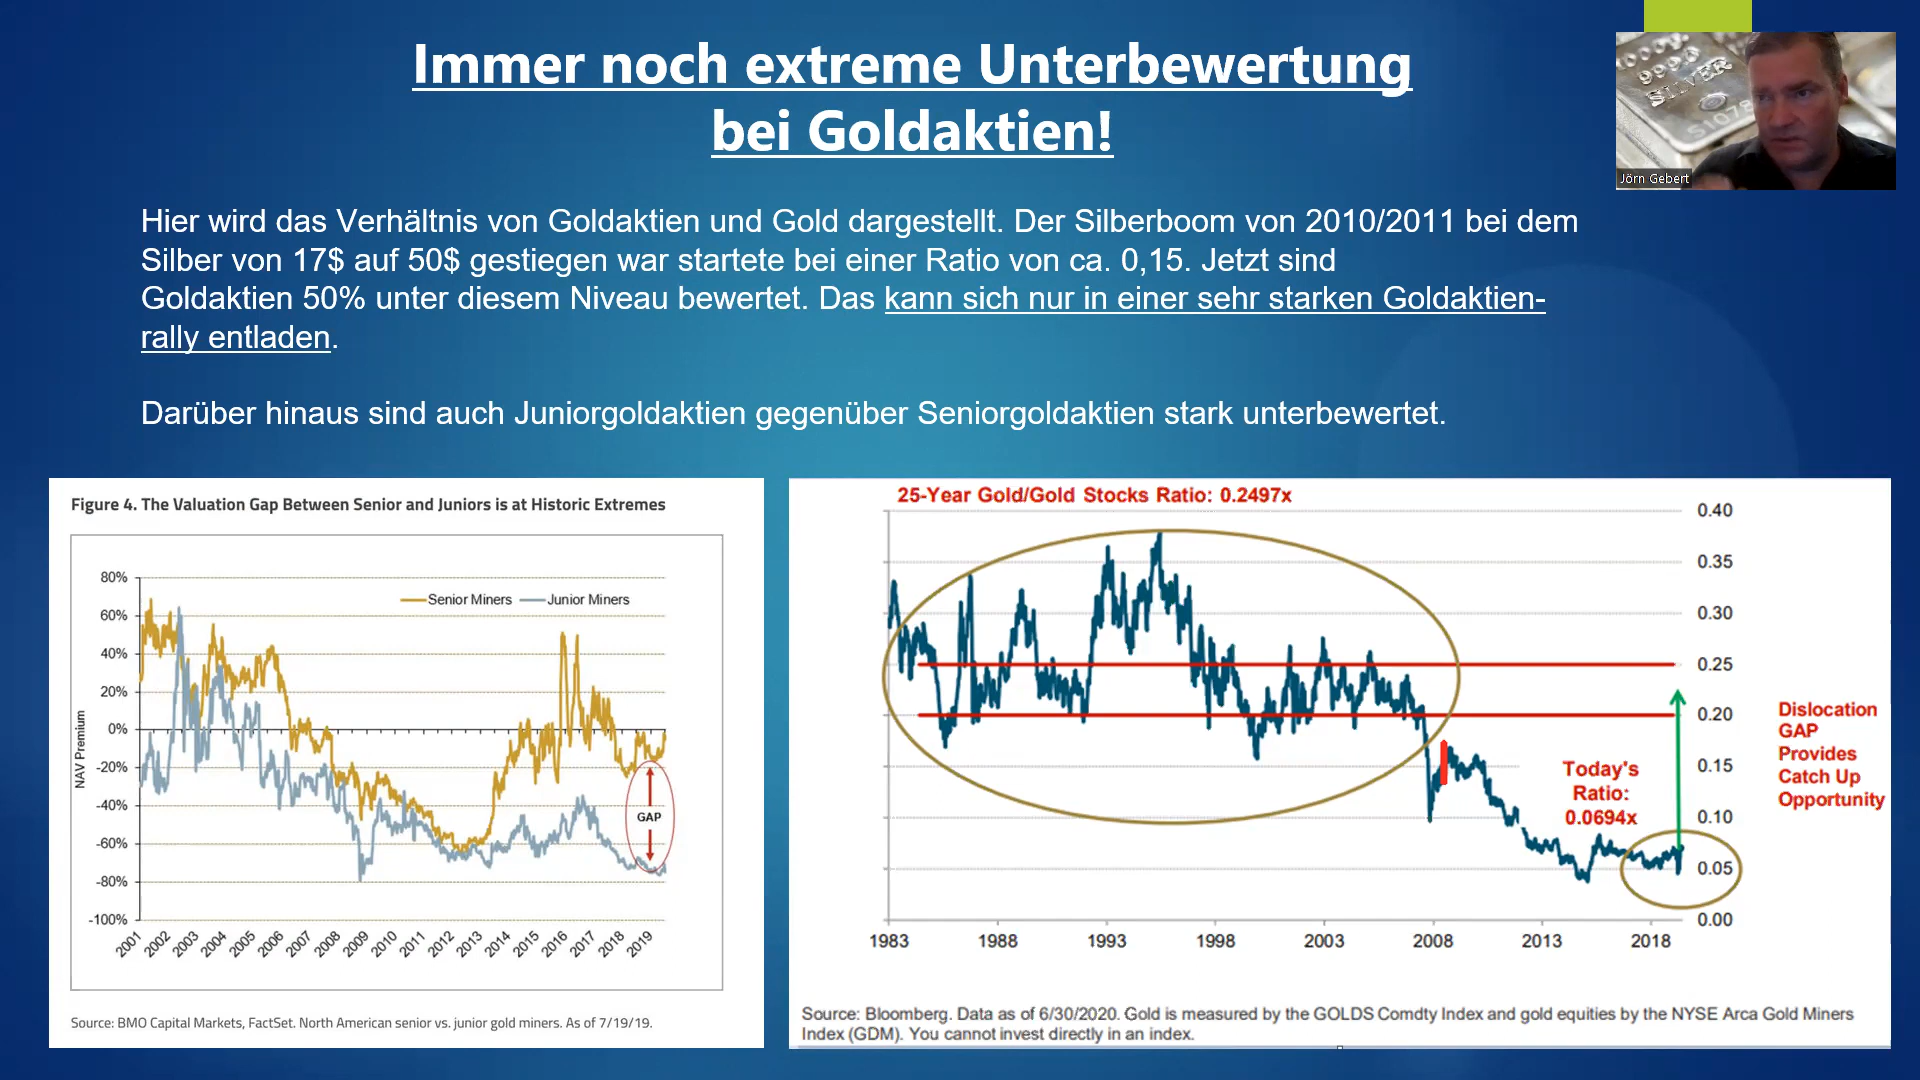 Immer noch extreme Unterbewertung
bei Goldaktien!
SILVER
Jörn Gebert
Hier wird das Verhältnis von Goldaktien und Gold dargestellt. Der Silberboom von 2010/2011 bei dem
Silber von 17$ auf 50$ gestiegen war startete bei einer Ratio von ca. 0,15. Jetzt sind
Goldaktien 50% unter diesem Niveau bewertet. Das kann sich nur in einer sehr starken Goldaktien-
rally entladen.
Darüber hinaus sind auch Juniorgoldaktien gegenüber Seniorgoldaktien stark unterbewertet.
Figure 4. The Valuation Gap Between Senior and Juniors is at Historic Extremes
Senior Miners Junior Miners
NAV Premium
80%
60%
40%
20%
0%
-20%
-40%
-60%
-80%
-100%
GAP
2001 2002 2003 2004 2005 2006 2007 2008 2009 2010 2011 2012 2013 2014 2015 2016 2017 2018 2019
Source: BMO Capital Markets, FactSet. North American senior vs. junior gold miners. As of 7/19/19.
25-Year Gold/Gold Stocks Ratio: 0.2497x
0.40
0.35
0.30
0.25
0.20
0.15
0.10
0.05
0.00
Today's
Ratio:
0.0694x
Dislocation
GAP
Provides
Catch Up
Opportunity
1983 1988 1993 1998 2003 2008 2013 2018
Source: Bloomberg. Data as of 6/30/2020. Gold is measured by the GOLDS Comdty Index and gold equities by the NYSE Arca Gold Miners
Index (GDM). You cannot invest directly in an index.